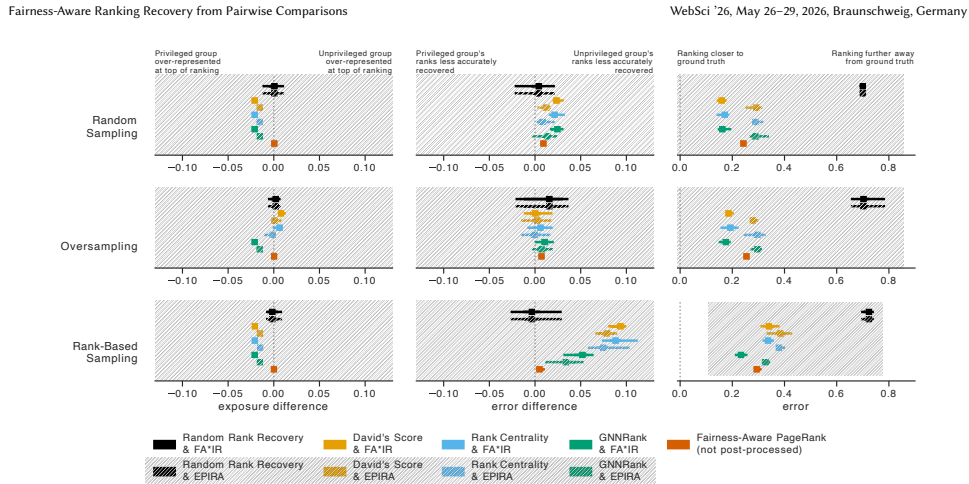 Fairness-Aware Ranking Recovery from Pairwise Comparisons
WebSci ’26, May 26–29, 2026, Braunschweig, Germany
Privileged group
over-represented
at top of ranking
Unprivileged group
over-represented
at top of ranking
Privileged group's
ranks less accurately
recovered
Unprivileged group's
ranks less accurately
recovered
Ranking closer to
ground truth
Ranking further away
from ground truth
Random
Sampling
−0.10 −0.05 0.00 0.05 0.10
−0.10 −0.05 0.00 0.05 0.10
0.0 0.2 0.4 0.6 0.8
Oversampling
−0.10 −0.05 0.00 0.05 0.10
−0.10 −0.05 0.00 0.05 0.10
0.0 0.2 0.4 0.6 0.8
Rank-Based
Sampling
−0.10 −0.05 0.00 0.05 0.10
exposure difference
−0.10 −0.05 0.00 0.05 0.10
error difference
0.0 0.2 0.4 0.6 0.8
error
Random Rank Recovery
& FA*IR
David's Score
& FA*IR
Rank Centrality
& FA*IR
GNNRank
& FA*IR
Fairness-Aware PageRank
(not post-processed)
Random Rank Recovery
& EPIRA
David's Score
& EPIRA
Rank Centrality
& EPIRA
GNNRank
& EPIRA